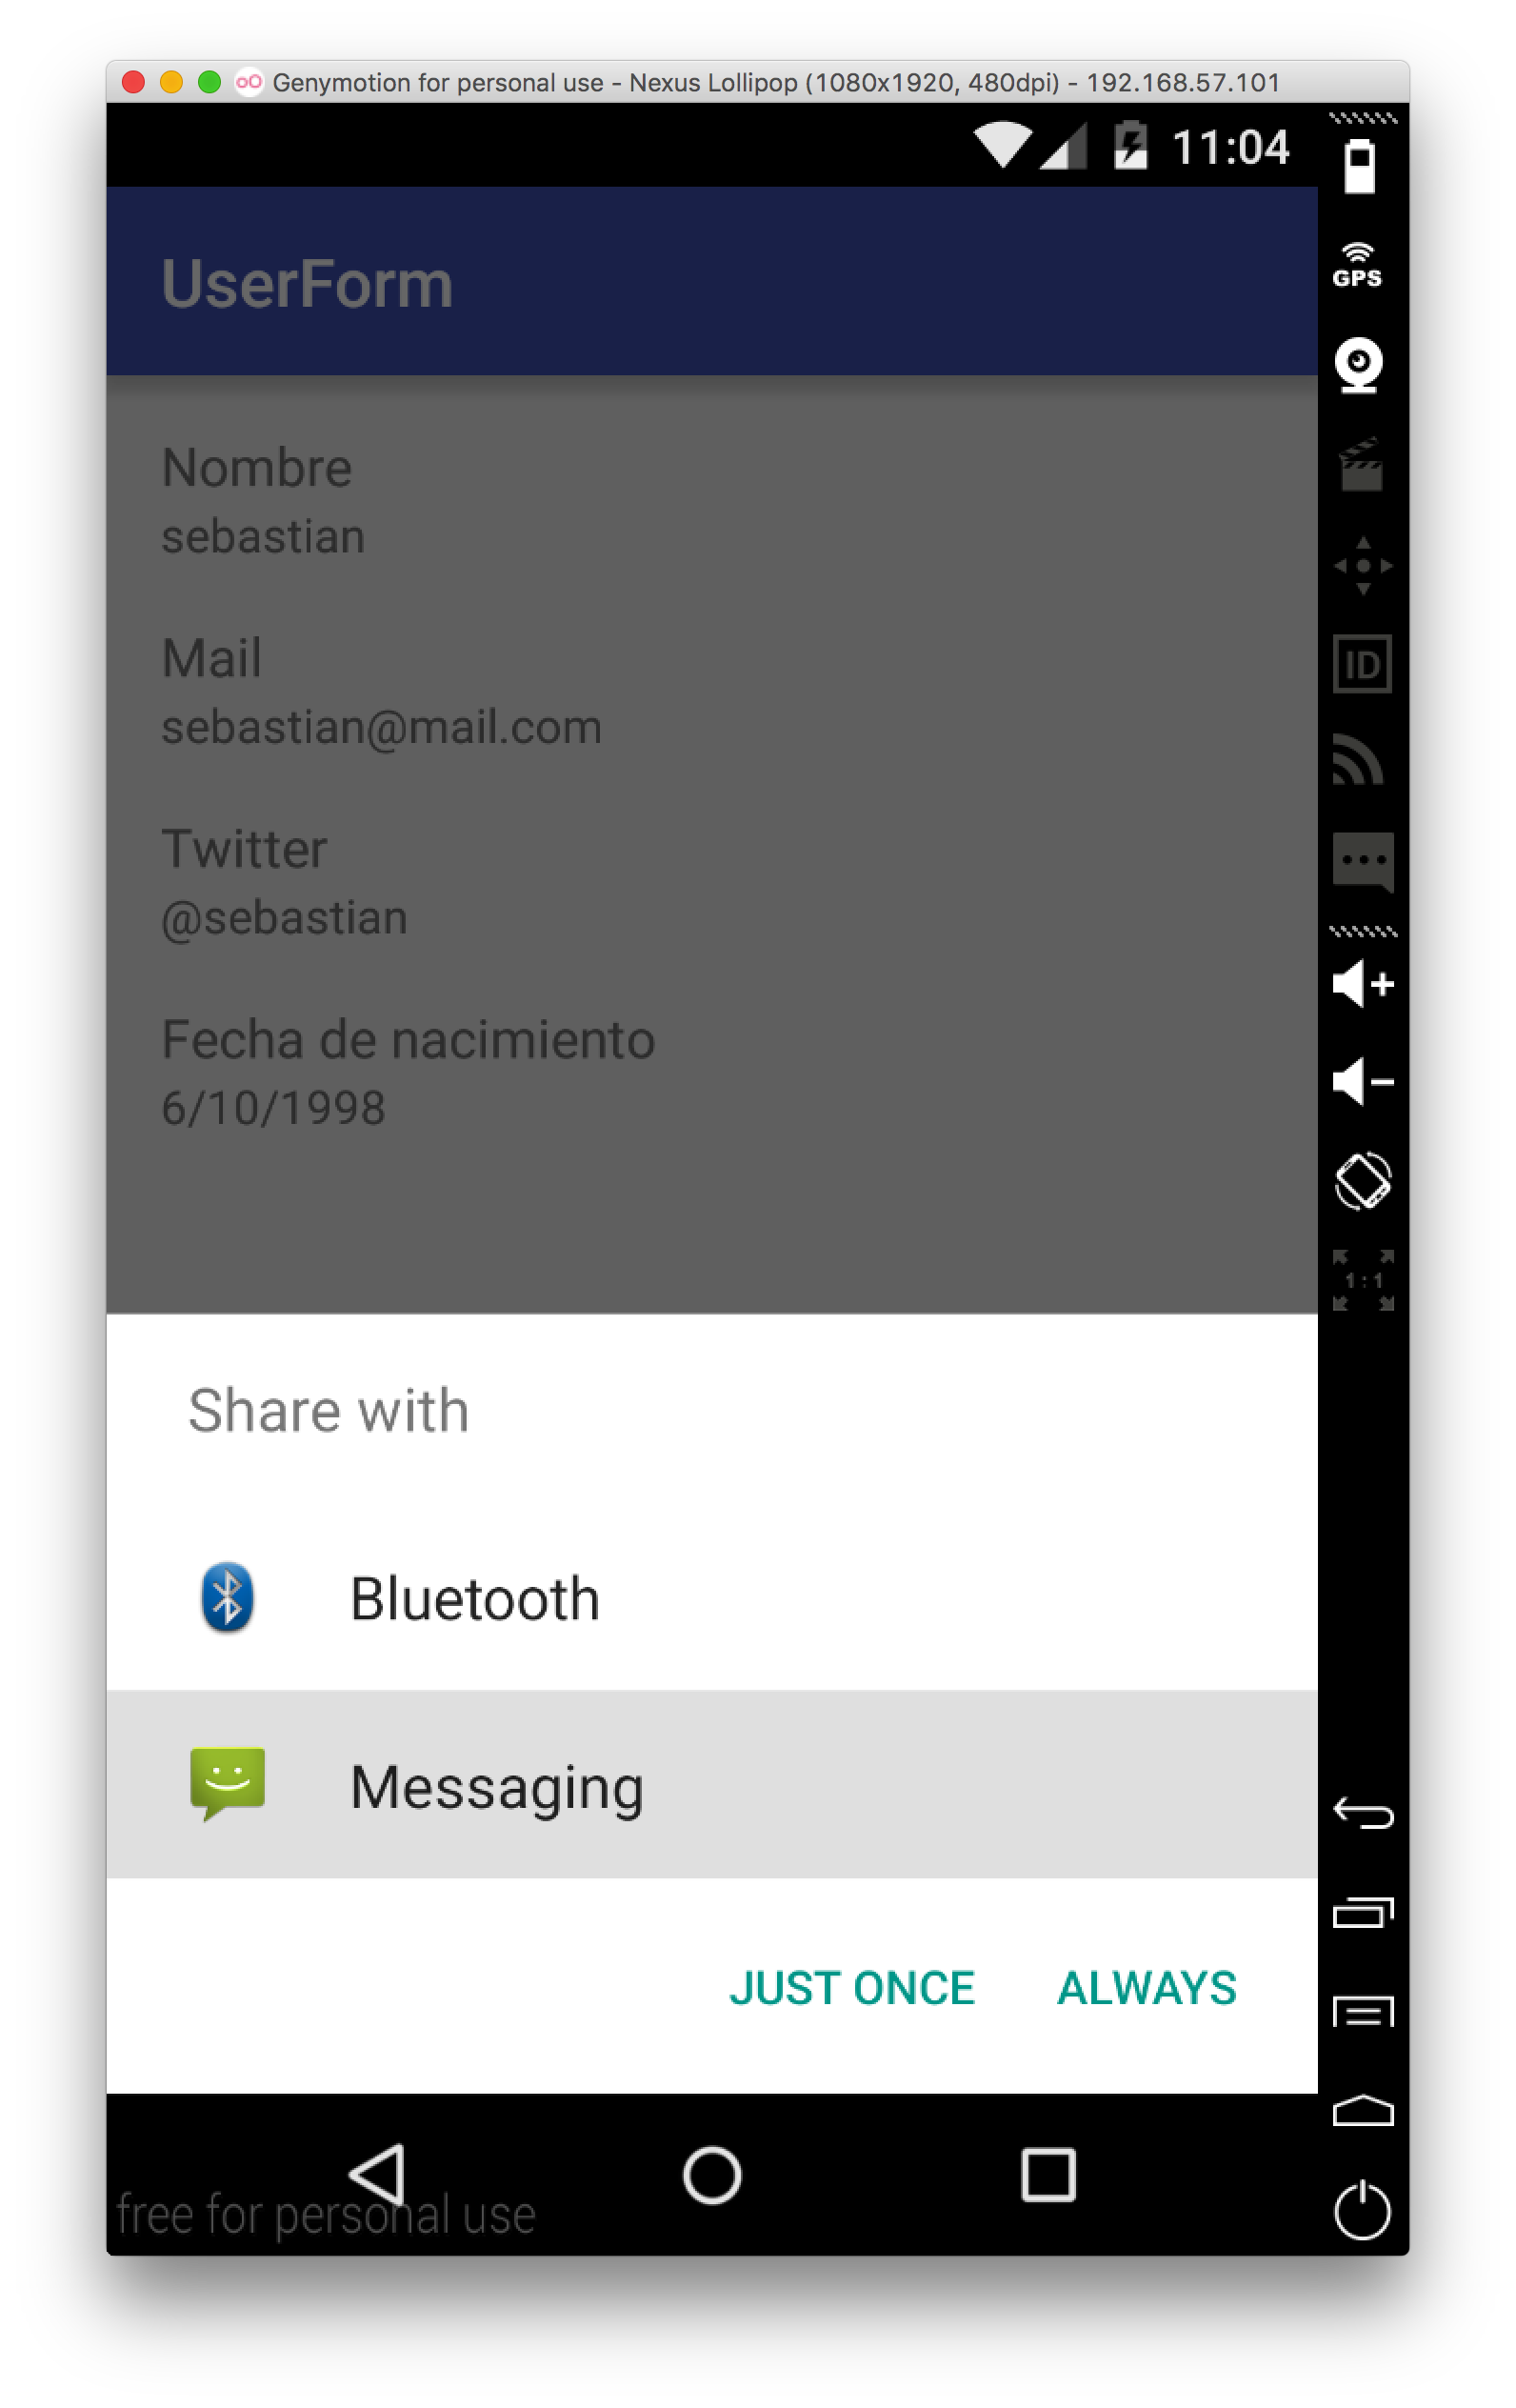 Genymotion for personal use - Nexus Lollipop (1080x1920, 480dpi) - 192.168.57.101
11:04
GPS
UserForm
Nombre
sebastian
Mail
sebastian@mail.com
ID
Twitter
@sebastian
Fecha de nacimiento
6/10/1998
1:1
Share with
Bluetooth
Messaging
JUST ONCE ALWAYS
free for personal use